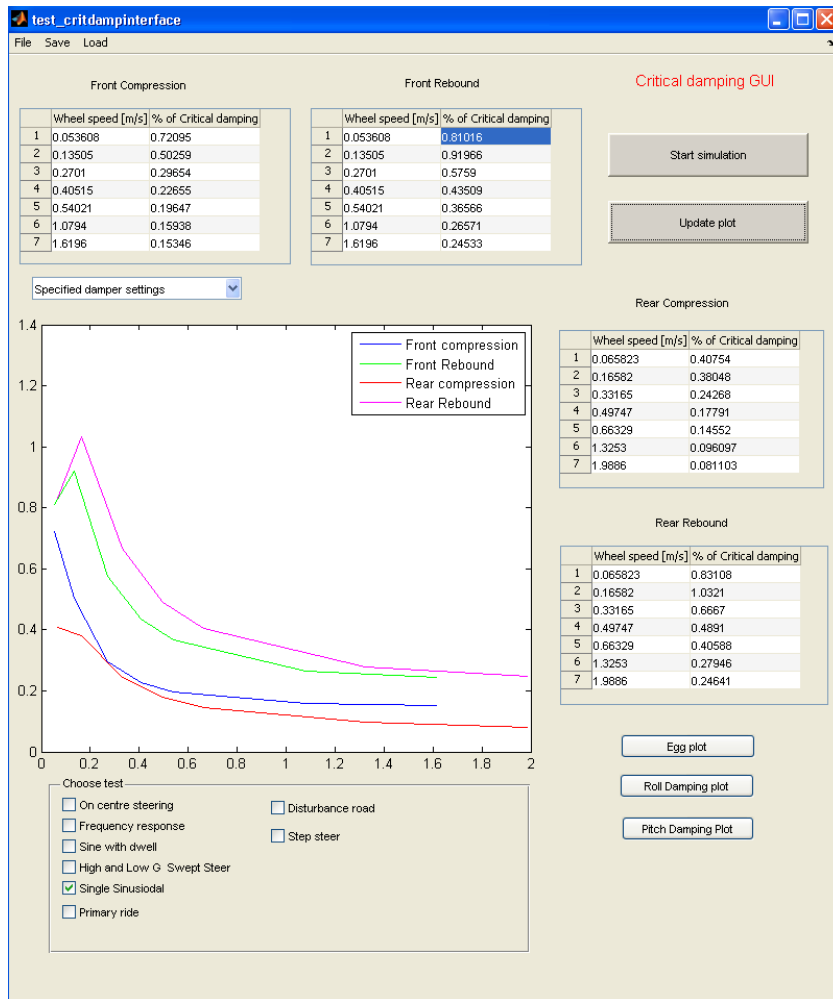 test_critdampinterface
File Save Load
Front Compression
Wheel speed [m/s] % of Critical damping
1 0.053608 0.72095
2 0.13505 0.50259
3 0.2701 0.29654
4 0.40515 0.22655
5 0.54021 0.19647
6 1.0794 0.15938
7 1.6196 0.15346
Front Rebound
Wheel speed [m/s] % of Critical damping
1 0.053608 0.81016
2 0.13505 0.91966
3 0.2701 0.5759
4 0.40515 0.43509
5 0.54021 0.36566
6 1.0794 0.26571
7 1.6196 0.24533
Critical damping GUI
Start simulation
Update plot
Specified damper settings
1.4
1.2
1
0.8
0.6
0.4
0.2
0
0 0.2 0.4 0.6 0.8 1 1.2 1.4 1.6 1.8 2
Front compression
Front Rebound
Rear compression
Rear Rebound
Rear Compression
Wheel speed [m/s] % of Critical damping
1 0.065823 0.40754
2 0.16582 0.38048
3 0.33165 0.24268
4 0.49747 0.17791
5 0.66329 0.14552
6 1.3253 0.096097
7 1.9886 0.081103
Rear Rebound
Wheel speed [m/s] % of Critical damping
1 0.065823 0.83108
2 0.16582 1.0321
3 0.33165 0.6667
4 0.49747 0.4891
5 0.66329 0.40588
6 1.3253 0.27946
7 1.9886 0.24641
Egg plot
Roll Damping plot
Pitch Damping Plot
Choose test
On centre steering
Frequency response
Sine with dwell
High and Low G Swept Steer
Single Sinusiodal
Primary ride
Disturbance road
Step steer